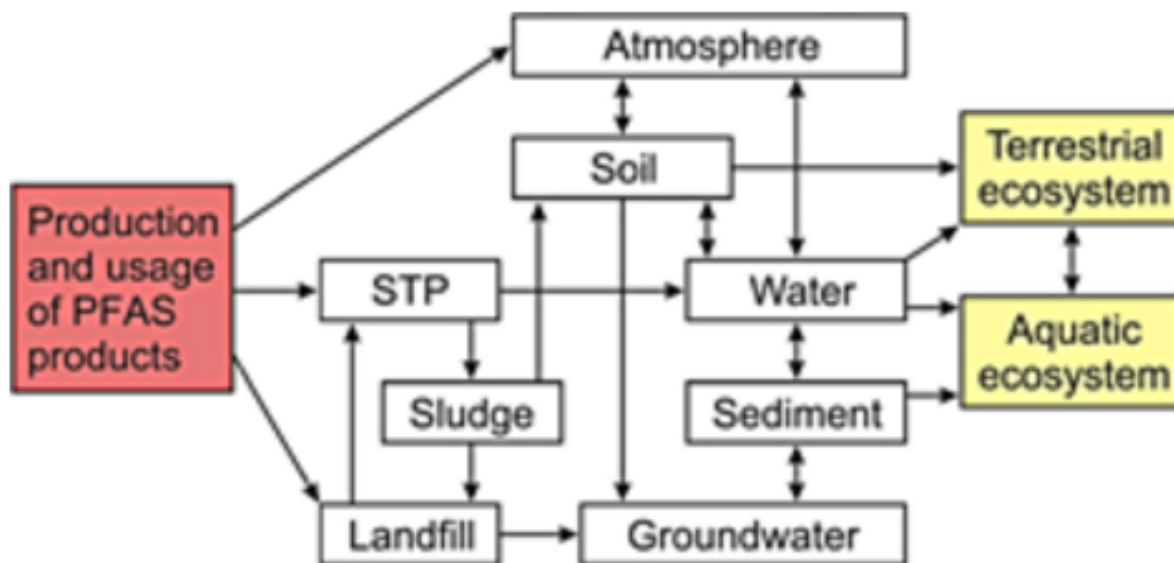 Atmosphere
Soil
Terrestrial
ecosystem
Production
and usage
of PFAS
products
STP
Water
Aquatic
ecosystem
Sludge
Sediment
Landfill
Groundwater